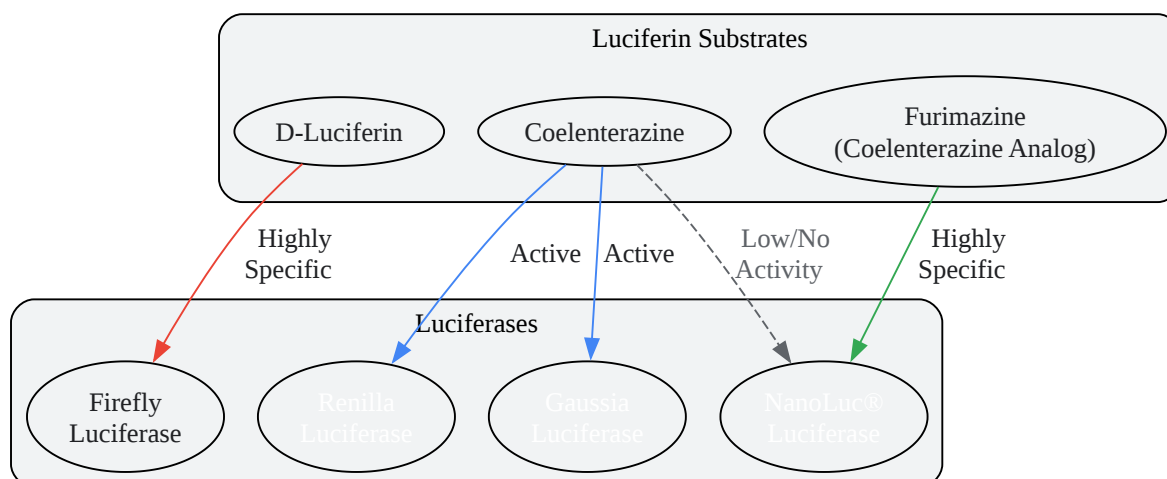 Luciferin Substrates
D-Luciferin
Coelenterazine
Furimazine
(Coelenterazine Analog)
Highly
Specific
Active
Active
Low/No
Activity
Highly
Specific
Luciferases
Firefly
Luciferase
Renilla
Luciferase
Gaussia
Luciferase
NanoLuc®
Luciferase